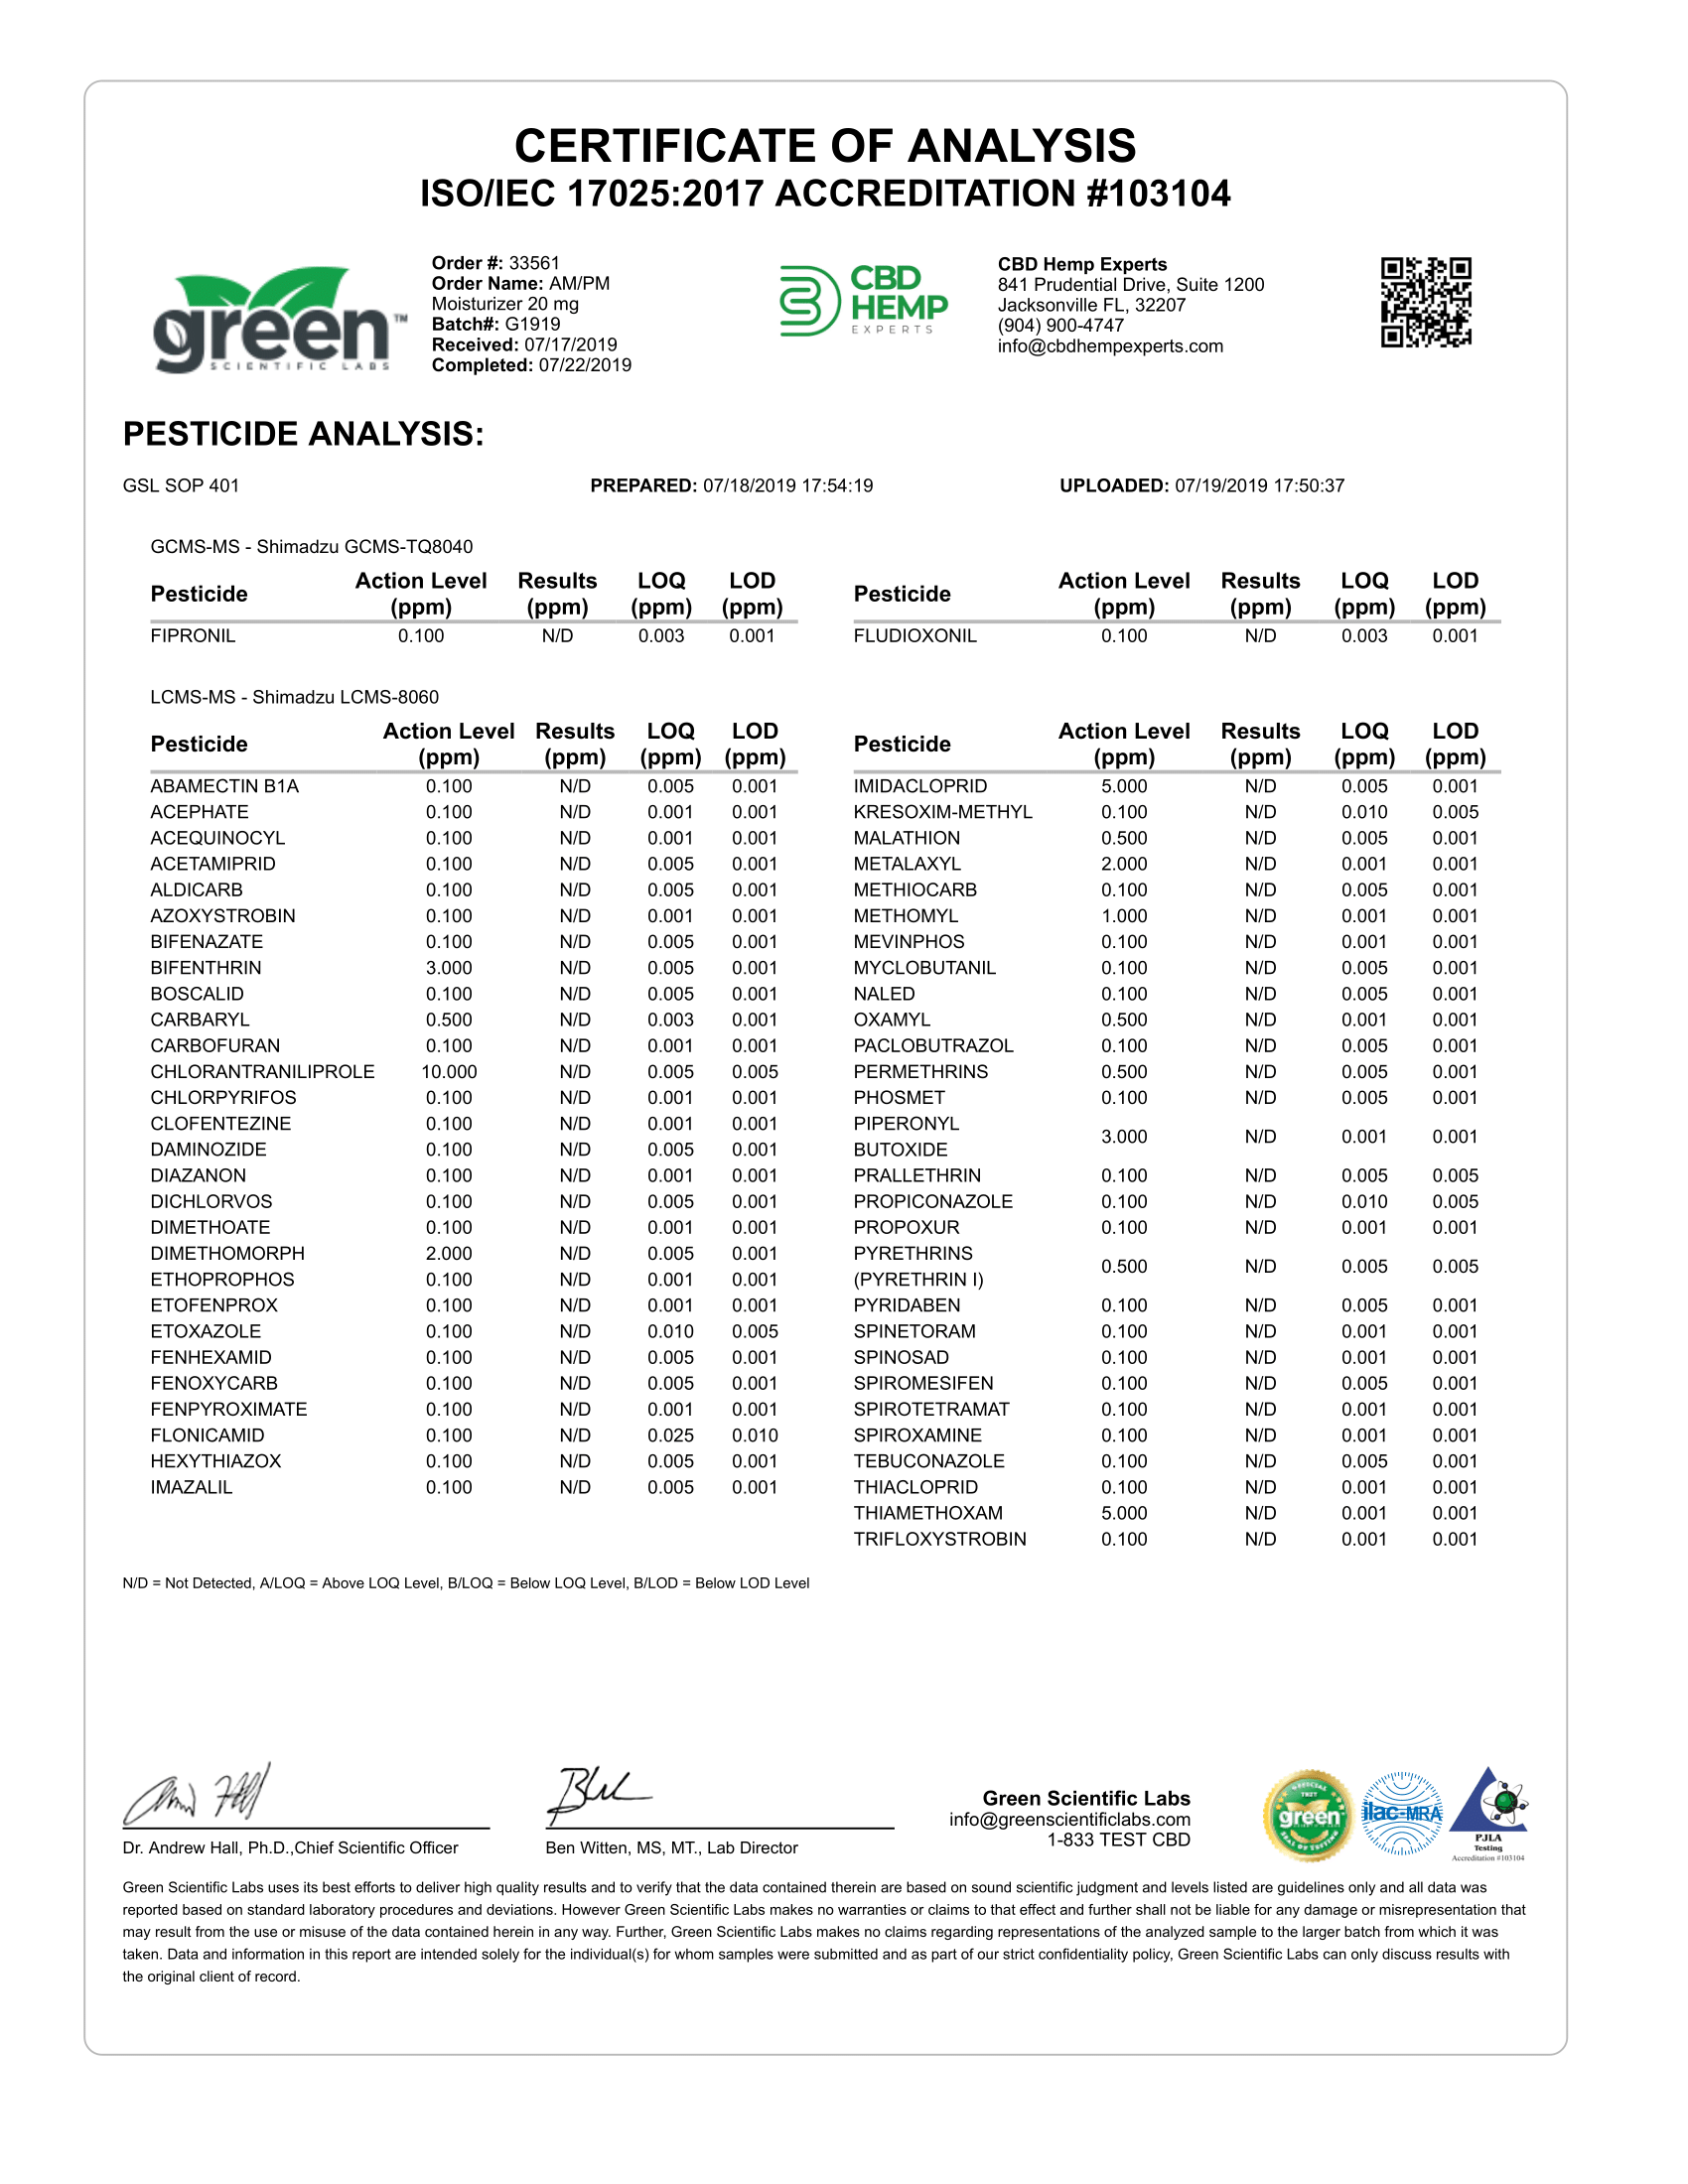 CERTIFICATE OF ANALYSIS
ISO/IEC 17025:2017 ACCREDITATION #103104
green™
SCIENTIFIC LABS
Order #: 33561
Order Name: AM/PM
Moisturizer 20 mg
Batch#: G1919
Received: 07/17/2019
Completed: 07/22/2019
CBD
HEMP
EXPERTS
CBD Hemp Experts
841 Prudential Drive, Suite 1200
Jacksonville FL, 32207
(904) 900-4747
info@cbdhempexperts.com
PESTICIDE ANALYSIS:
GSL SOP 401 PREPARED: 07/18/2019 17:54:19 UPLOADED: 07/19/2019 17:50:37
GCMS-MS - Shimadzu GCMS-TQ8040
Pesticide Action Level (ppm) Results (ppm) LOQ (ppm) LOD (ppm)
FIPRONIL 0.100 N/D 0.003 0.001
Pesticide Action Level (ppm) Results (ppm) LOQ (ppm) LOD (ppm)
FLUDIOXONIL 0.100 N/D 0.003 0.001
LCMS-MS - Shimadzu LCMS-8060
Pesticide Action Level (ppm) Results (ppm) LOQ (ppm) LOD (ppm)
ABAMECTIN B1A 0.100 N/D 0.005 0.001
ACEPHATE 0.100 N/D 0.001 0.001
ACEQUINOCYL 0.100 N/D 0.001 0.001
ACETAMIPRID 0.100 N/D 0.005 0.001
ALDICARB 0.100 N/D 0.005 0.001
AZOXYSTROBIN 0.100 N/D 0.001 0.001
BIFENAZATE 0.100 N/D 0.005 0.001
BIFENTHRIN 3.000 N/D 0.005 0.001
BOSCALID 0.100 N/D 0.005 0.001
CARBARYL 0.500 N/D 0.003 0.001
CARBOFURAN 0.100 N/D 0.001 0.001
CHLORANTRANILIPROLE 10.000 N/D 0.005 0.005
CHLORPYRIFOS 0.100 N/D 0.001 0.001
CLOFENTEZINE 0.100 N/D 0.001 0.001
DAMINOZIDE 0.100 N/D 0.005 0.001
DIAZANON 0.100 N/D 0.001 0.001
DICHLORVOS 0.100 N/D 0.005 0.001
DIMETHOATE 0.100 N/D 0.001 0.001
DIMETHOMORPH 2.000 N/D 0.005 0.001
ETHOPROPHOS 0.100 N/D 0.001 0.001
ETOFENPROX 0.100 N/D 0.001 0.001
ETOXAZOLE 0.100 N/D 0.010 0.005
FENHEXAMID 0.100 N/D 0.005 0.001
FENOXYCARB 0.100 N/D 0.005 0.001
FENPYROXIMATE 0.100 N/D 0.001 0.001
FLONICAMID 0.100 N/D 0.025 0.010
HEXYTHIAZOX 0.100 N/D 0.005 0.001
IMAZALIL 0.100 N/D 0.005 0.001
Pesticide Action Level (ppm) Results (ppm) LOQ (ppm) LOD (ppm)
IMIDACLOPRID 5.000 N/D 0.005 0.001
KRESOXIM-METHYL 0.100 N/D 0.010 0.005
MALATHION 0.500 N/D 0.005 0.001
METALAXYL 2.000 N/D 0.001 0.001
METHIOCARB 0.100 N/D 0.005 0.001
METHOMYL 1.000 N/D 0.001 0.001
MEVINPHOS 0.100 N/D 0.001 0.001
MYCLOBUTANIL 0.100 N/D 0.005 0.001
NALED 0.100 N/D 0.005 0.001
OXAMYL 0.500 N/D 0.001 0.001
PACLOBUTRAZOL 0.100 N/D 0.005 0.001
PERMETHRINS 0.500 N/D 0.005 0.001
PHOSMET 0.100 N/D 0.005 0.001
PIPERONYL
BUTOXIDE 3.000 N/D 0.001 0.001
PRALLETHRIN 0.100 N/D 0.005 0.005
PROPICONAZOLE 0.100 N/D 0.010 0.005
PROPOXUR 0.100 N/D 0.001 0.001
PYRETHRINS
(PYRETHRIN I) 0.500 N/D 0.005 0.005
PYRIDABEN 0.100 N/D 0.005 0.001
SPINETORAM 0.100 N/D 0.001 0.001
SPINOSAD 0.100 N/D 0.001 0.001
SPIROMESIFEN 0.100 N/D 0.005 0.001
SPIROTETRAMAT 0.100 N/D 0.001 0.001
SPIROXAMINE 0.100 N/D 0.001 0.001
TEBUCONAZOLE 0.100 N/D 0.005 0.001
THIACLOPRID 0.100 N/D 0.001 0.001
THIAMETHOXAM 5.000 N/D 0.001 0.001
TRIFLOXYSTROBIN 0.100 N/D 0.001 0.001
N/D = Not Detected, A/LOQ = Above LOQ Level, B/LOQ = Below LOQ Level, B/LOD = Below LOD Level
Dr. Andrew Hall, Ph.D.,Chief Scientific Officer
Ben Witten, MS, MT., Lab Director
Green Scientific Labs
info@greenscientificlabs.com
1-833 TEST CBD
green
ilac-MRA
PJLA
Testing
Accreditation #103104
Green Scientific Labs uses its best efforts to deliver high quality results and to verify that the data contained therein are based on sound scientific judgment and levels listed are guidelines only and all data was
reported based on standard laboratory procedures and deviations. However Green Scientific Labs makes no warranties or claims to that effect and further shall not be liable for any damage or misrepresentation that
may result from the use or misuse of the data contained herein in any way. Further, Green Scientific Labs makes no claims regarding representations of the analyzed sample to the larger batch from which it was
taken. Data and information in this report are intended solely for the individual(s) for whom samples were submitted and as part of our strict confidentiality policy, Green Scientific Labs can only discuss results with
the original client of record.